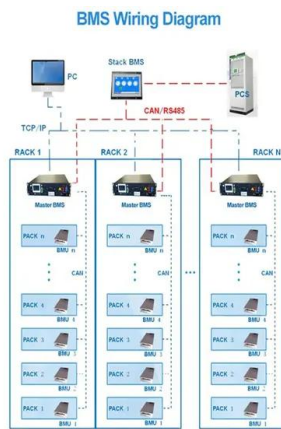 BMS Wiring Diagram
PC
Stack BMS
PCS
CAN/RS485
TCP/IP
RACK 1
RACK 2
RACK N
Master BMS
Master BMS
Master BMS
PACK n
BMU n
PACK n
BMU n
PACK n
BMU n
CAN
CAN
CAN
PACK 4
BMU 4
PACK 4
BMU 4
PACK 4
BMU 4
PACK 3
BMU 3
PACK 3
BMU 3
PACK 3
BMU 3
PACK 2
BMU 2
PACK 2
BMU 2
PACK 2
BMU 2
PACK 1
BMU 1
PACK 1
BMU 1
PACK 1
BMU 1